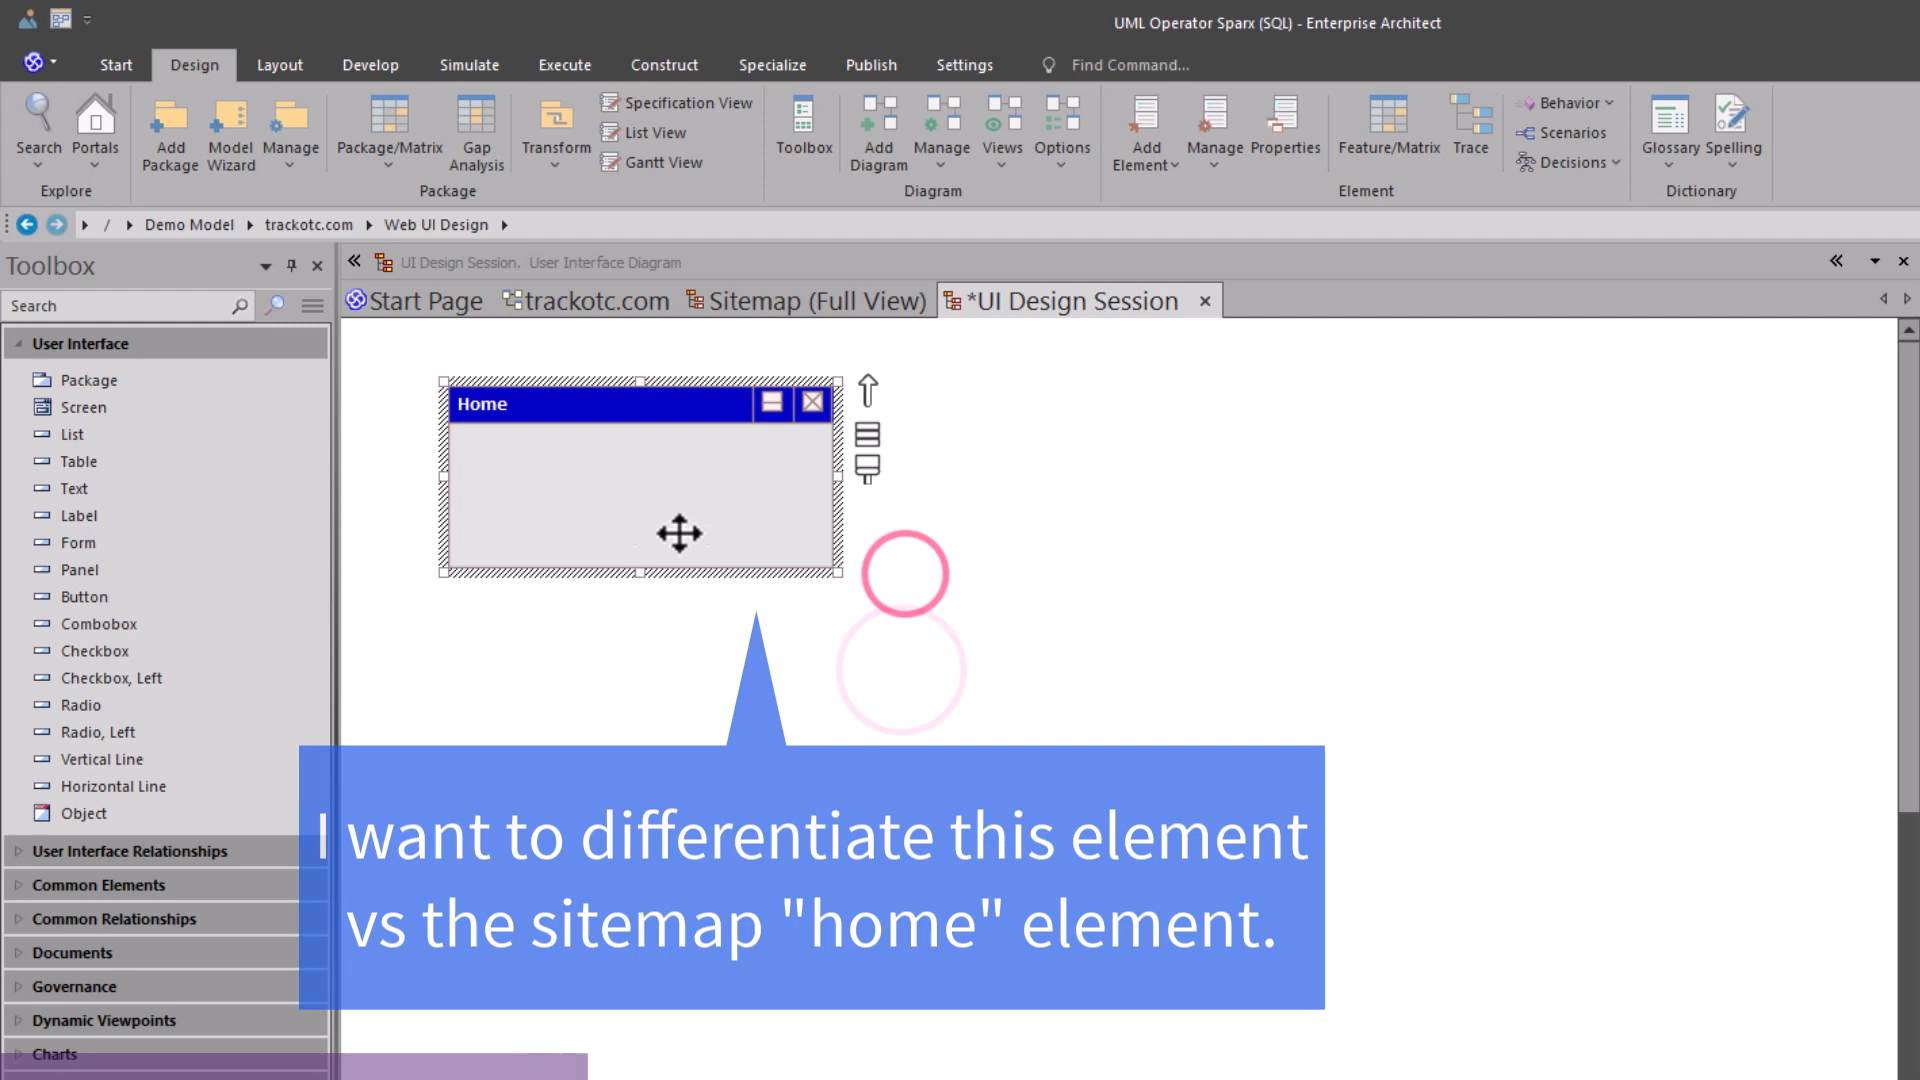 UML Operator Sparx (SQL) - Enterprise Architect
Start
Design
Layout
Develop
Simulate
Execute
Construct
Specialize
Publish
Settings
Find Command...
Search
Portals
Explore
Add
Package
Model
Wizard
Manage
Package/Matrix
Gap
Analysis
Transform
Specification View
List View
Gantt View
Package
Toolbox
Add
Diagram
Manage
Views
Options
Diagram
Add
Element
Manage
Properties
Feature/Matrix
Trace
Behavior
Scenarios
Decisions
Element
Glossary
Spelling
Dictionary
/ Demo Model trackotc.com Web UI Design
Toolbox
UI Design Session. User Interface Diagram
Search
Start Page
trackotc.com
Sitemap (Full View)
*UI Design Session
User Interface
Package
Screen
List
Table
Text
Label
Form
Panel
Button
Combobox
Checkbox
Checkbox, Left
Radio
Radio, Left
Vertical Line
Horizontal Line
Object
User Interface Relationships
Common Elements
Common Relationships
Documents
Governance
Dynamic Viewpoints
Charts
Home
I want to differentiate this element
vs the sitemap "home" element.